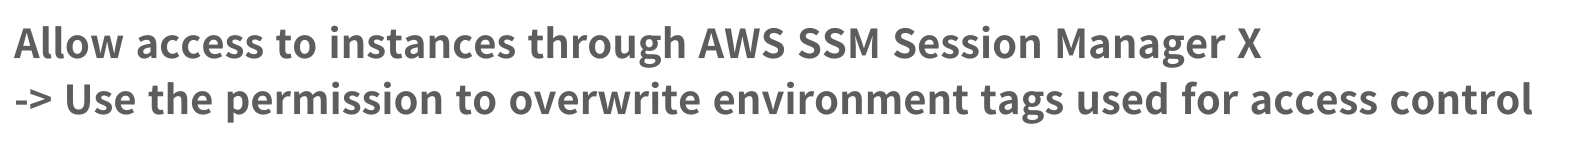 Allow access to instances through AWS SSM Session Manager X
-> Use the permission to overwrite environment tags used for access control